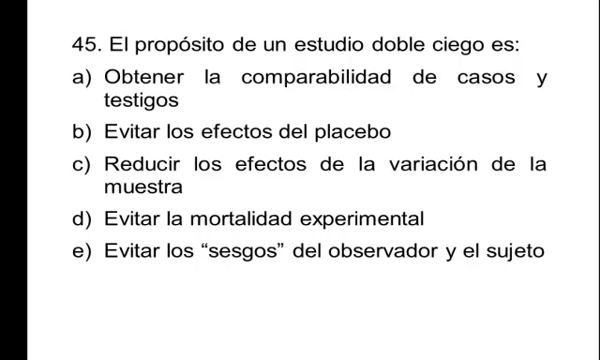 45. El propósito de un estudio doble ciego es:
a) Obtener la comparabilidad de casos y
testigos
b) Evitar los efectos del placebo
c) Reducir los efectos de la variación de la
muestra
d) Evitar la mortalidad experimental
e) Evitar los “sesgos” del observador y el sujeto